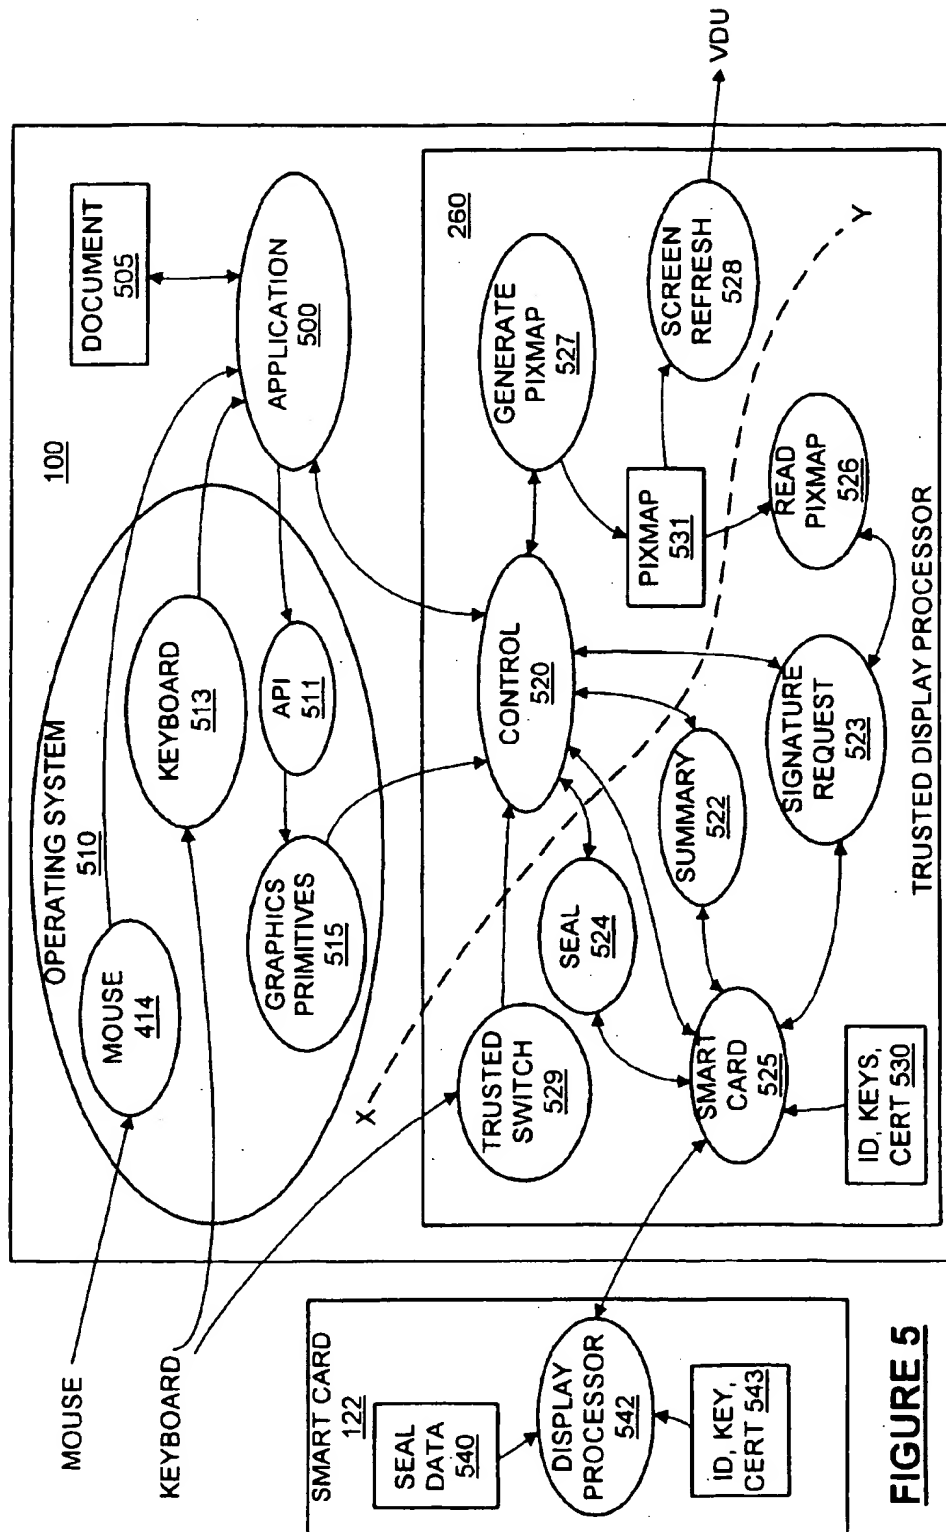 MOUSE
KEYBOARD
100
OPERATING SYSTEM
510
MOUSE
414
KEYBOARD
513
API
511
GRAPHICS
PRIMITIVES
515
DOCUMENT
505
APPLICATION
500
X
260
TRUSTED
SWITCH
529
CONTROL
520
GENERATE
PIXMAP
527
SEAL
524
SUMMARY
522
PIXMAP
531
SCREEN
REFRESH
528
VDU
SMART
CARD
525
SIGNATURE
REQUEST
523
READ
PIXMAP
526
Y
ID, KEYS,
CERT 530
TRUSTED DISPLAY PROCESSOR
SMART CARD
122
SEAL
DATA
540
DISPLAY
PROCESSOR
542
ID, KEY,
CERT 543
FIGURE 5